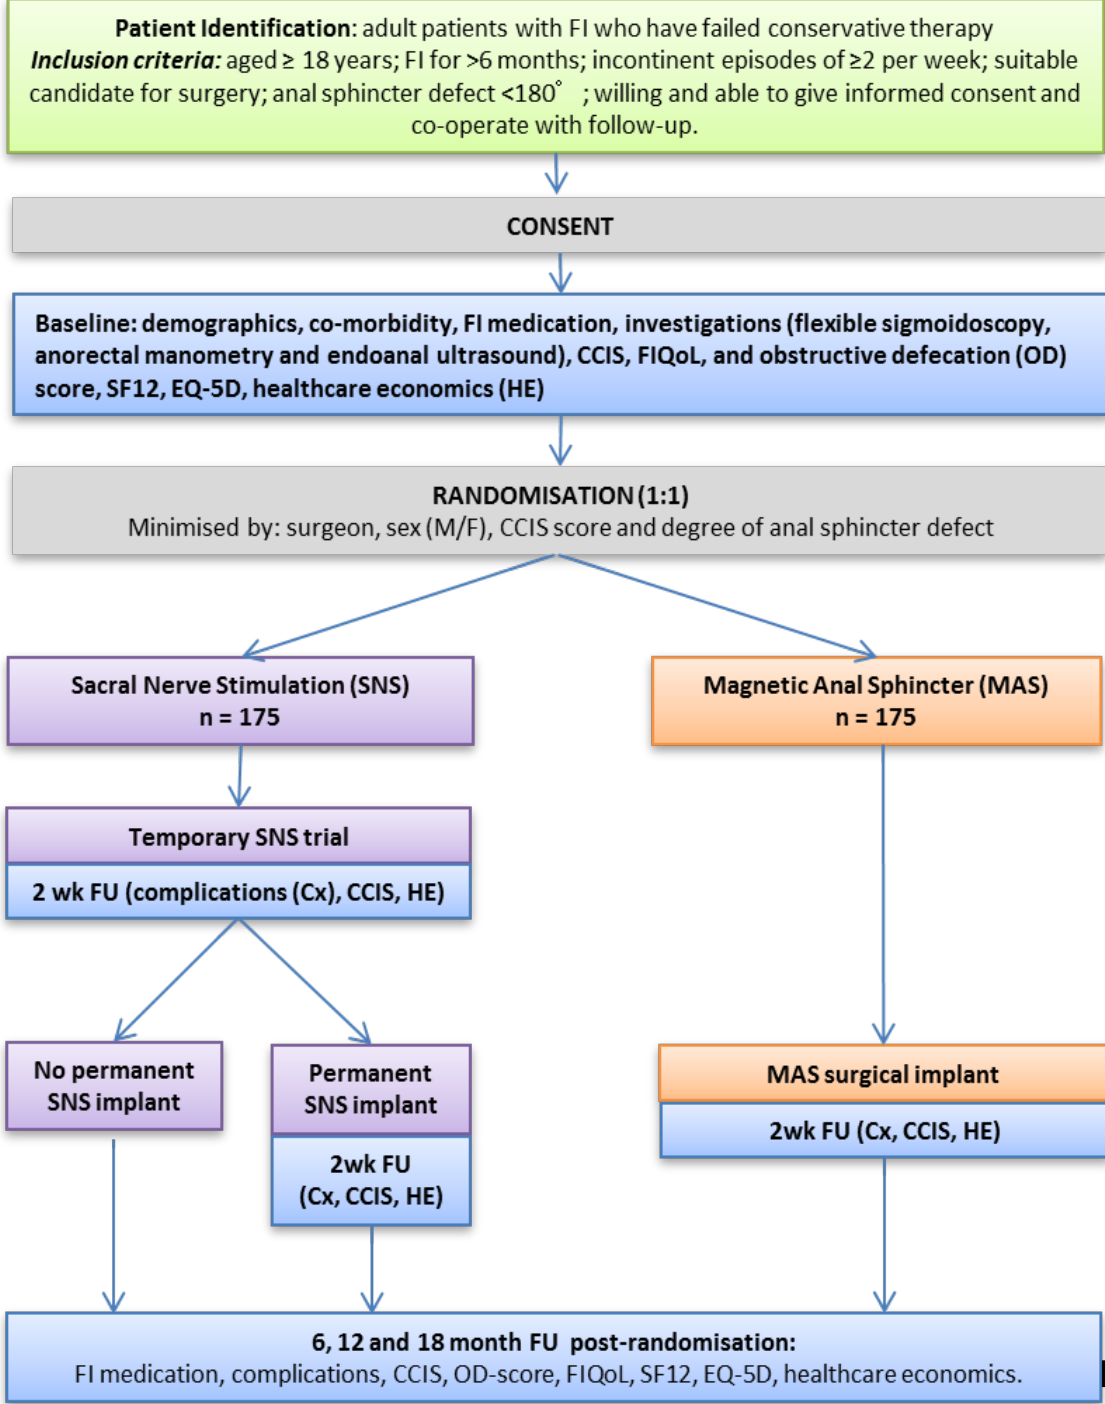 Patient Identification: adult patients with FI who have failed conservative therapy
Inclusion criteria: aged ≥ 18 years; FI for >6 months; incontinent episodes of ≥2 per week; suitable
candidate for surgery; anal sphincter defect <180° ; willing and able to give informed consent and
co-operate with follow-up.
CONSENT
Baseline: demographics, co-morbidity, FI medication, investigations (flexible sigmoidoscopy,
anorectal manometry and endoanal ultrasound), CCIS, FIQoL, and obstructive defecation (OD)
score, SF12, EQ-5D, healthcare economics (HE)
RANDOMISATION (1:1)
Minimised by: surgeon, sex (M/F), CCIS score and degree of anal sphincter defect
Sacral Nerve Stimulation (SNS)
n = 175
Magnetic Anal Sphincter (MAS)
n = 175
Temporary SNS trial
2 wk FU (complications (Cx), CCIS, HE)
No permanent
SNS implant
Permanent
SNS implant
2wk FU
(Cx, CCIS, HE)
MAS surgical implant
2wk FU (Cx, CCIS, HE)
6, 12 and 18 month FU post-randomisation:
FI medication, complications, CCIS, OD-score, FIQoL, SF12, EQ-5D, healthcare economics.